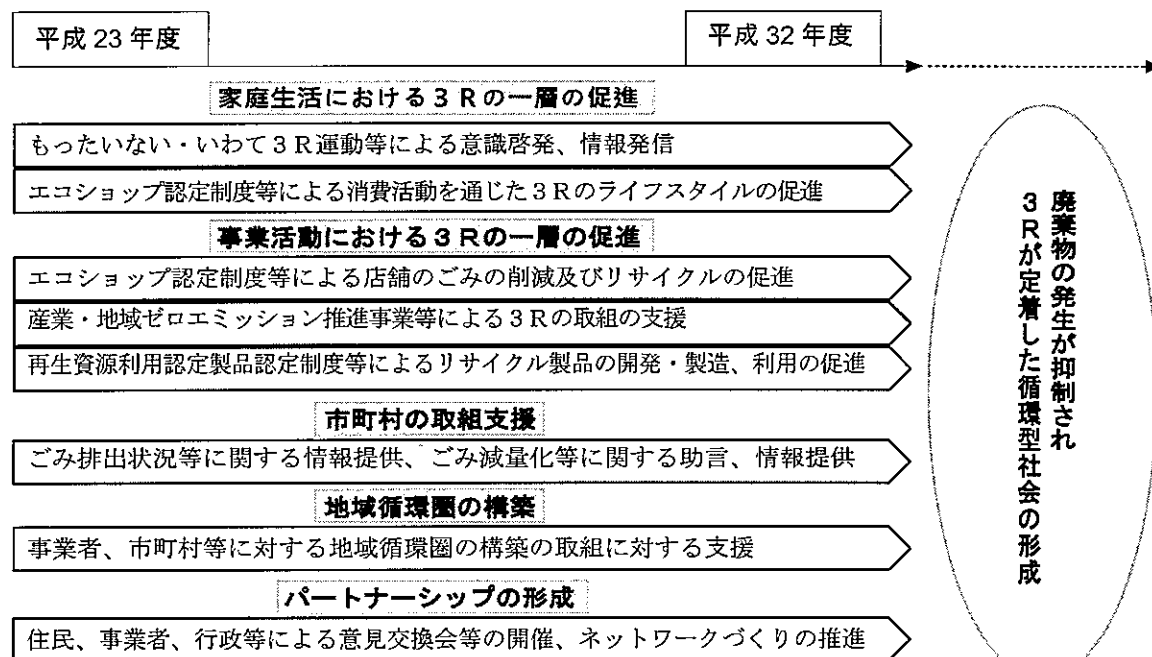 平成 23 年度
平成 32 年度
家庭生活における３Ｒの一層の促進
もったいない・いわて３Ｒ運動等による意識啓発、情報発信
エコショップ認定制度等による消費活動を通じた３Ｒのライフスタイルの促進
事業活動における３Ｒの一層の促進
エコショップ認定制度等による店舗のごみの削減及びリサイクルの促進
産業・地域ゼロエミッション推進事業等による３Ｒの取組の支援
再生資源利用認定製品認定制度等によるリサイクル製品の開発・製造、利用の促進
市町村の取組支援
ごみ排出状況等に関する情報提供、ごみ減量化等に関する助言、情報提供
地域循環圏の構築
事業者、市町村等に対する地域循環圏の構築の取組に対する支援
パートナーシップの形成
住民、事業者、行政等による意見交換会等の開催、ネットワークづくりの推進
廃棄物の発生が抑制され
３Ｒが定着した循環型社会の形成